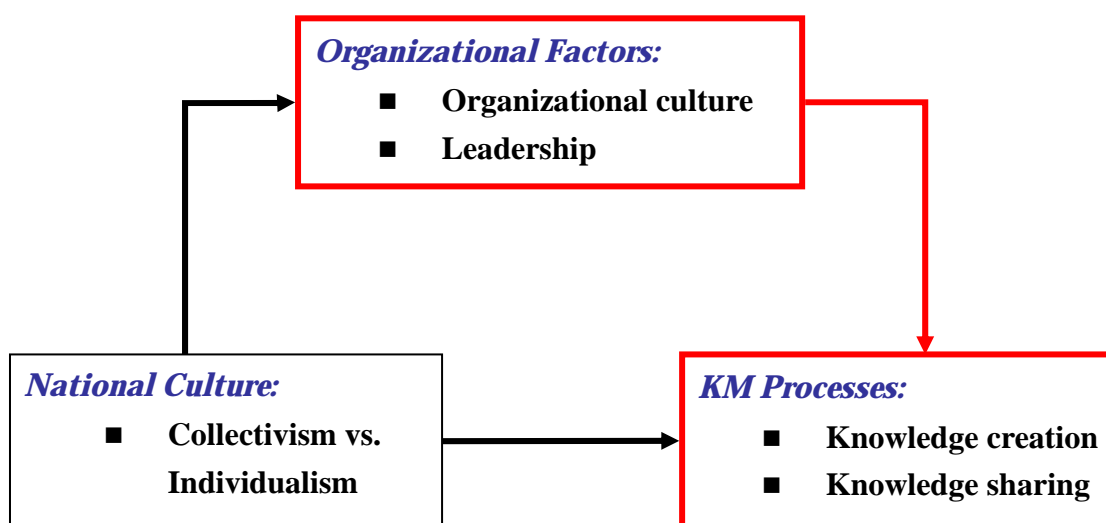 Organizational Factors:
■ Organizational culture
■ Leadership
National Culture:
■ Collectivism vs.
Individualism
KM Processes:
■ Knowledge creation
■ Knowledge sharing